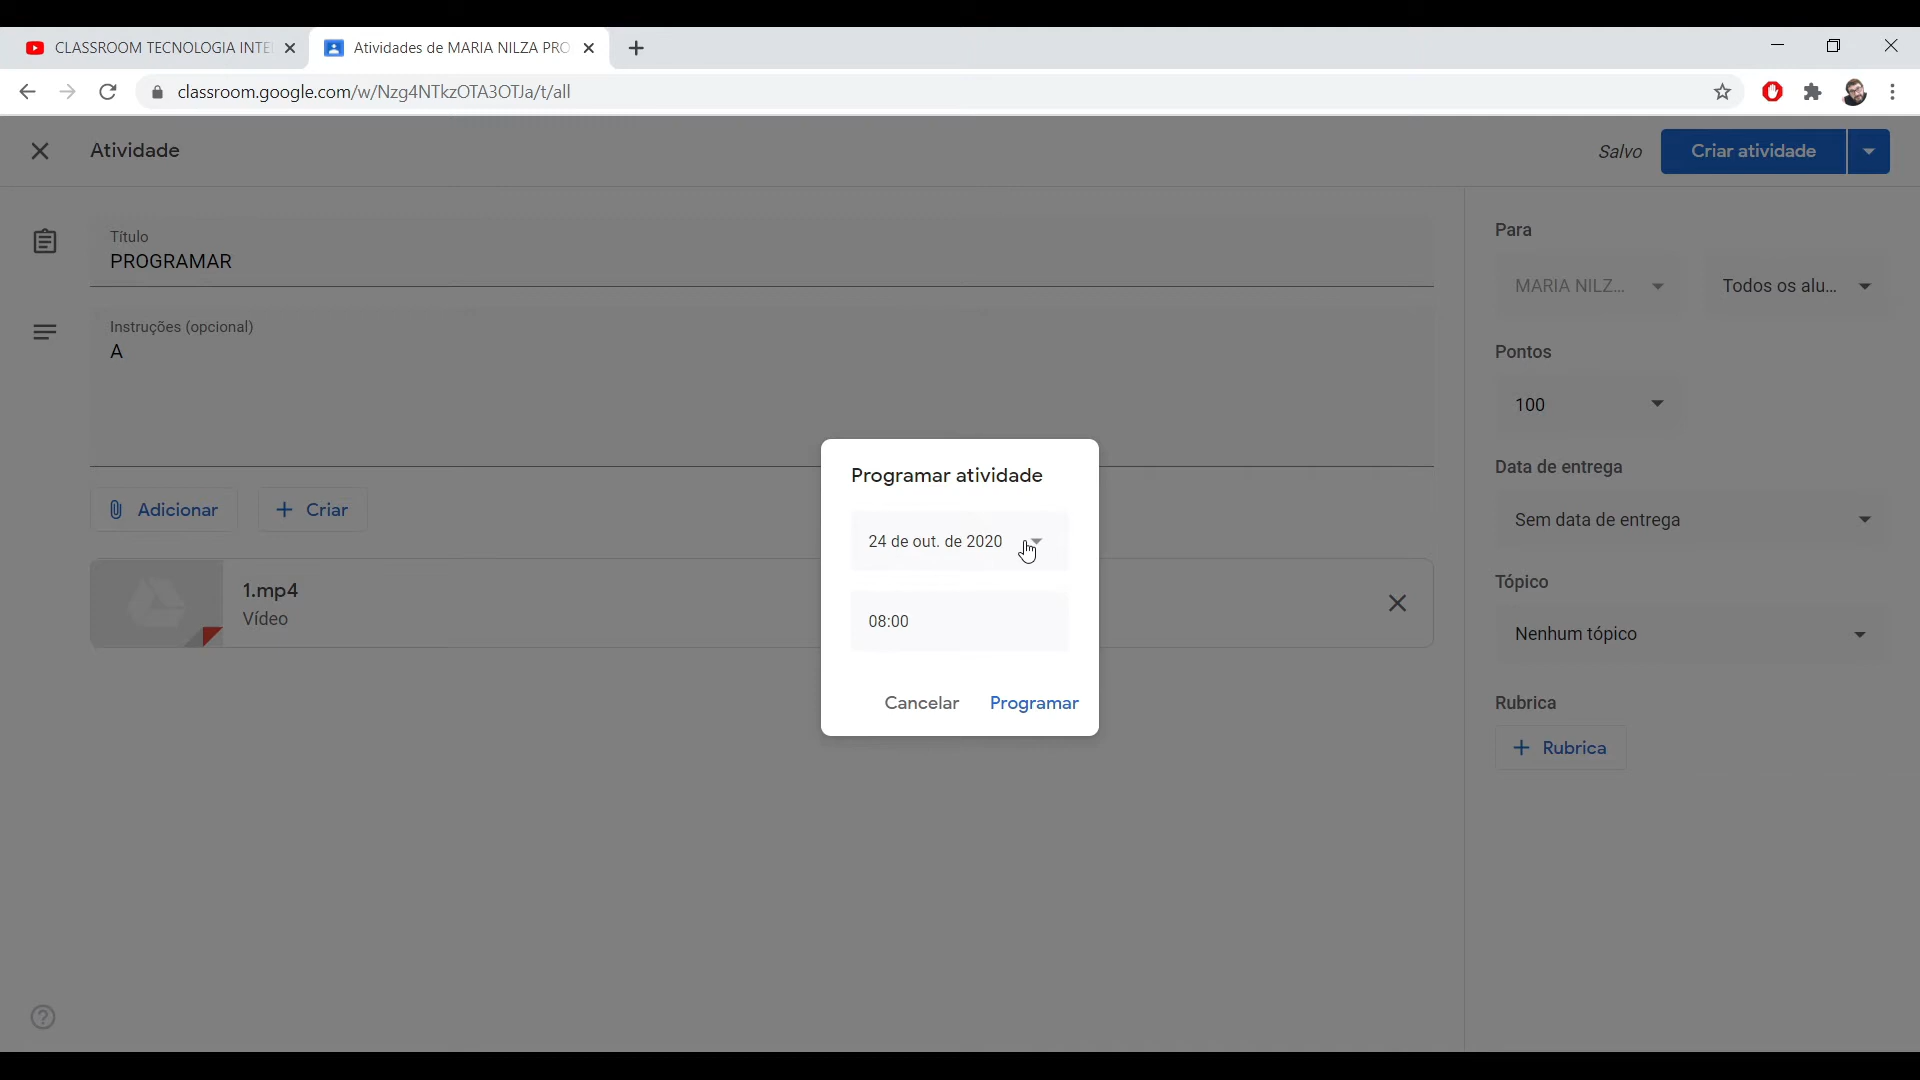 CLASSROOM TECNOLOGIA INTE
Atividades de MARIA NILZA PRO
classroom.google.com/w/Nzg4NTkzOTA3OTJa/t/all
Atividade
Salvo
Criar atividade
Título
PROGRAMAR
Instruções (opcional)
A
Adicionar
Criar
1.mp4
Vídeo
Programar atividade
24 de out. de 2020
08:00
Cancelar
Programar
Para
MARIA NILZ...
Todos os alu...
Pontos
100
Data de entrega
Sem data de entrega
Tópico
Nenhum tópico
Rubrica
Rubrica